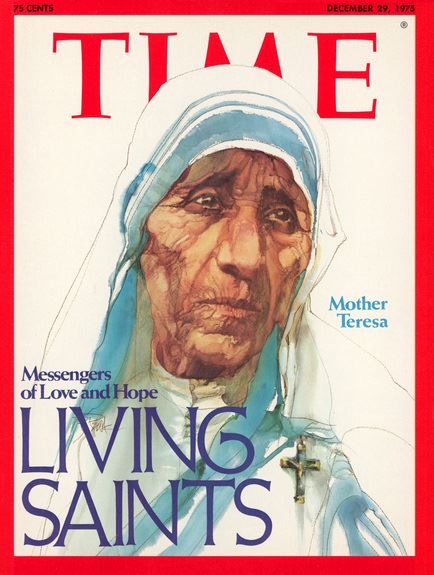 75 CENTS
DECEMBER 29, 1975
TIME
®
Mother
Teresa
Messengers
of Love and Hope
LIVING
SAINTS